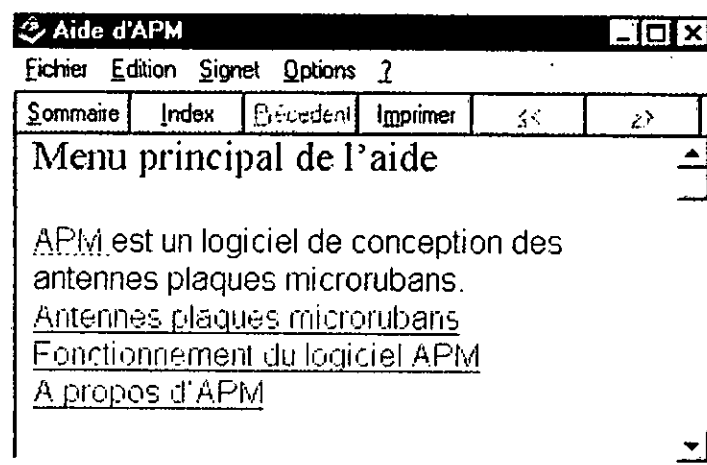 Aide d'APM
Fichier Edition Signet Options ?
Sommaire Index Précédent Imprimer << >>
Menu principal de l'aide
APM est un logiciel de conception des
antennes plaques microrubans.
Antennes plaques microrubans
Fonctionnement du logiciel APM
A propos d'APM